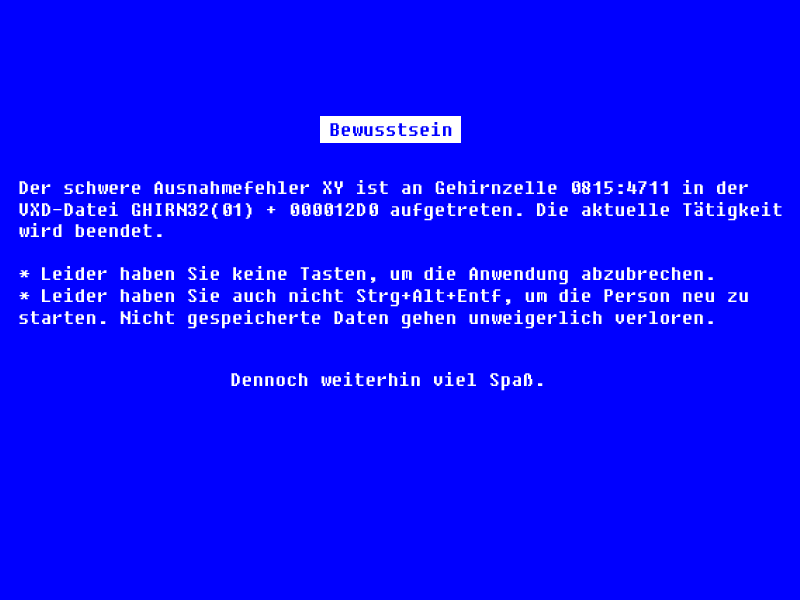 Bewusstsein
Der schwere Ausnahmefehler XY ist an Gehirnzelle 0815:4711 in der
VXD-Datei GHIRN32(01) + 000012D0 aufgetreten. Die aktuelle Tätigkeit
wird beendet.
* Leider haben Sie keine Tasten, um die Anwendung abzubrechen.
* Leider haben Sie auch nicht Strg+Alt+Entf, um die Person neu zu
starten. Nicht gespeicherte Daten gehen unweigerlich verloren.
Dennoch weiterhin viel Spaß.